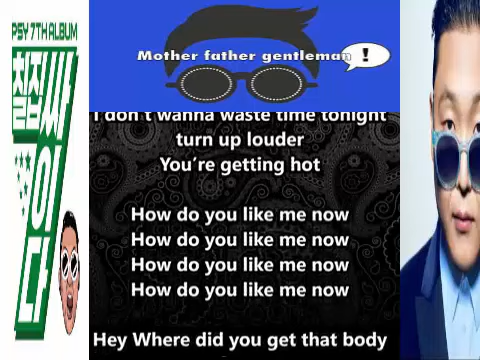 PSY 7TH ALBUM
칠집
싸이다
Mother father gentleman !
I don't wanna waste time tonight
turn up louder
You're getting hot
How do you like me now
How do you like me now
How do you like me now
How do you like me now
Hey Where did you get that body